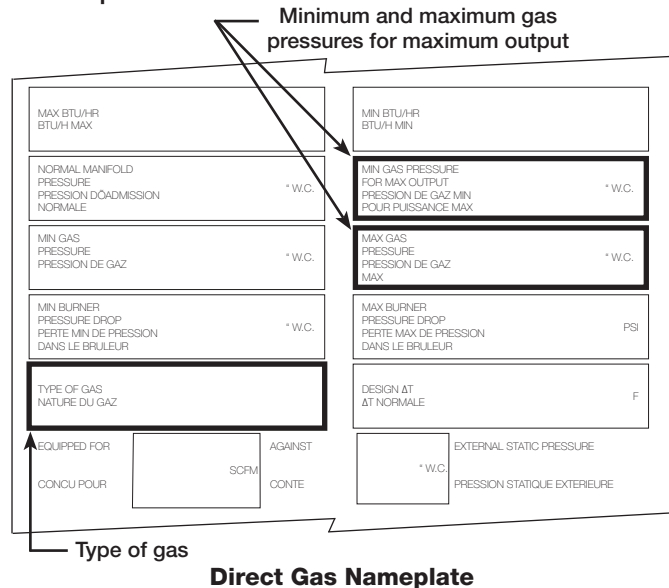 Minimum and maximum gas
pressures for maximum output
MAX BTU/HR
BTU/H MAX
MIN BTU/HR
BTU/H MIN
NORMAL MANIFOLD
PRESSURE
PRESSION DÕADMISSION
NORMALE
" W.C.
MIN GAS PRESSURE
FOR MAX OUTPUT
PRESSION DE GAZ MIN
POUR PUISSANCE MAX
" W.C.
MIN GAS
PRESSURE
PRESSION DE GAZ
" W.C.
MAX GAS
PRESSURE
PRESSION DE GAZ
MAX
" W.C.
MIN BURNER
PRESSURE DROP
PERTE MIN DE PRESSION
DANS LE BRULEUR
" W.C.
MAX BURNER
PRESSURE DROP
PERTE MAX DE PRESSION
DANS LE BRULEUR
PSI
TYPE OF GAS
NATURE DU GAZ
DESIGN ΔT
ΔT NORMALE
F
EQUIPPED FOR
CONCU POUR
SCFM
AGAINST
CONTE
" W.C.
EXTERNAL STATIC PRESSURE
PRESSION STATIQUE EXTERIEURE
Type of gas
Direct Gas Nameplate